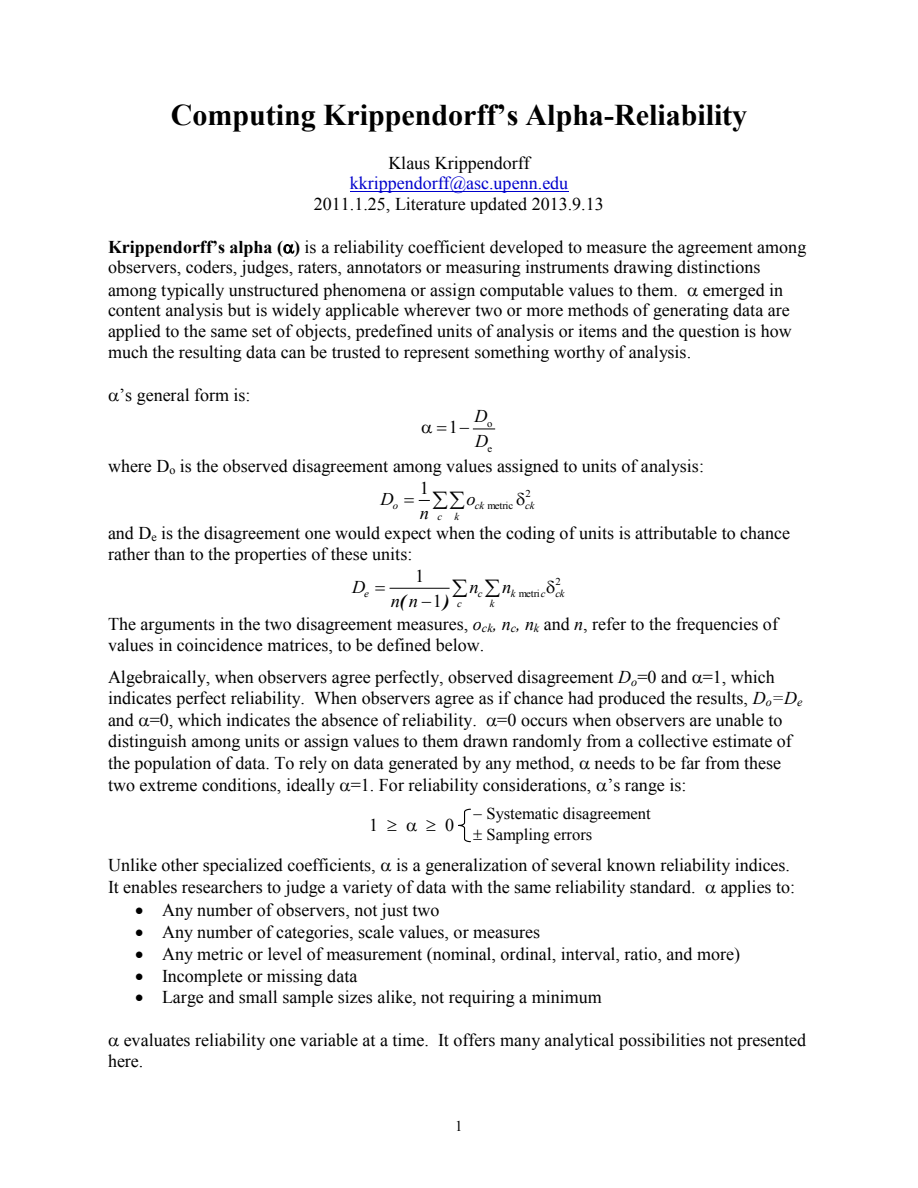 Computing Krippendorff’s Alpha-Reliability
Klaus Krippendorff
kkrippendorff@asc.upenn.edu
2011.1.25, Literature updated 2013.9.13
Krippendorff’s alpha (α) is a reliability coefficient developed to measure the agreement among
observers, coders, judges, raters, annotators or measuring instruments drawing distinctions
among typically unstructured phenomena or assign computable values to them.  α emerged in
content analysis but is widely applicable wherever two or more methods of generating data are
applied to the same set of objects, predefined units of analysis or items and the question is how
much the resulting data can be trusted to represent something worthy of analysis.
α’s general form is:
α = 1 − Dₒ / Dₑ
where Dₒ is the observed disagreement among values assigned to units of analysis:
Dₒ = 1/n ∑_c ∑_k o_ck metric δ²_ck
and Dₑ is the disagreement one would expect when the coding of units is attributable to chance
rather than to the properties of these units:
Dₑ = 1/n(n −1) ∑_c n_c ∑_k n_k metric δ²_ck
The arguments in the two disagreement measures, o_ck, n_c, n_k and n, refer to the frequencies of
values in coincidence matrices, to be defined below.
Algebraically, when observers agree perfectly, observed disagreement Dₒ=0 and α=1, which
indicates perfect reliability.  When observers agree as if chance had produced the results, Dₒ=Dₑ
and α=0, which indicates the absence of reliability.  α=0 occurs when observers are unable to
distinguish among units or assign values to them drawn randomly from a collective estimate of
the population of data. To rely on data generated by any method, α needs to be far from these
two extreme conditions, ideally α=1. For reliability considerations, α’s range is:
1 ≥ α ≥ 0 { − Systematic disagreement
± Sampling errors
Unlike other specialized coefficients, α is a generalization of several known reliability indices.
It enables researchers to judge a variety of data with the same reliability standard.  α applies to:
• Any number of observers, not just two
• Any number of categories, scale values, or measures
• Any metric or level of measurement (nominal, ordinal, interval, ratio, and more)
• Incomplete or missing data
• Large and small sample sizes alike, not requiring a minimum
α evaluates reliability one variable at a time.  It offers many analytical possibilities not presented
here.
1